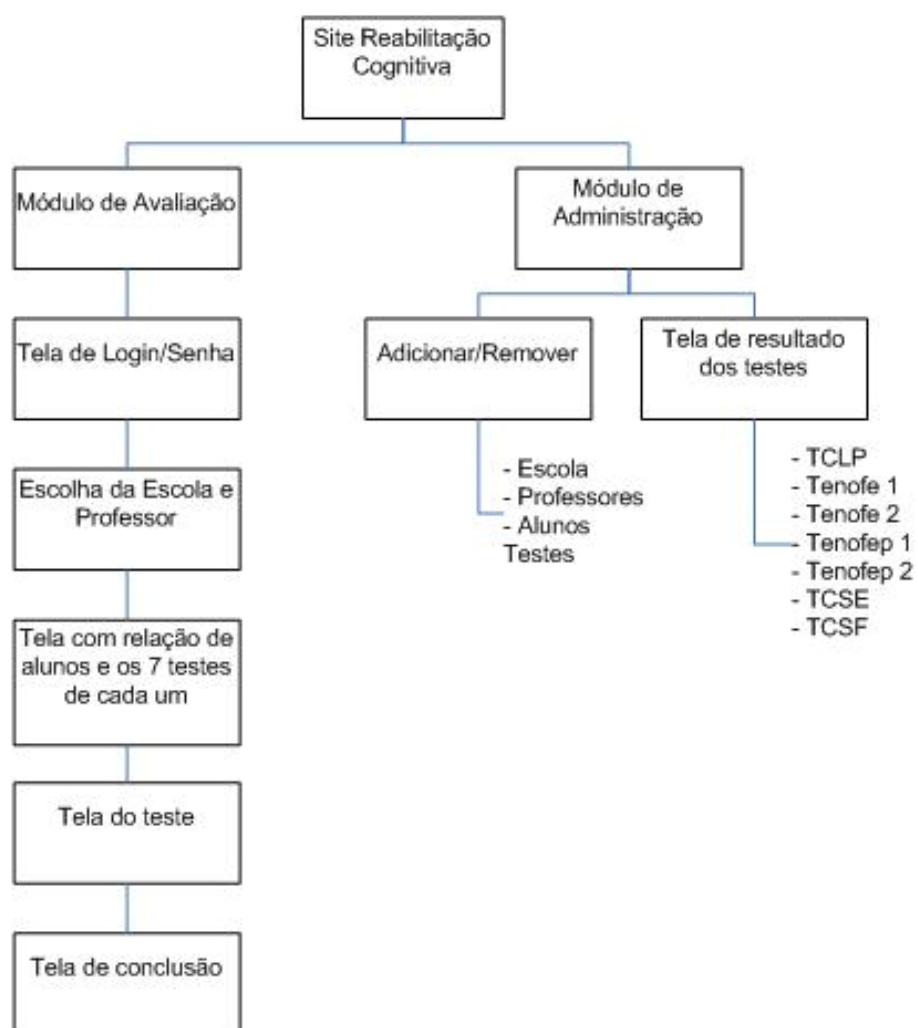 Site Reabilitação
Cognitiva
Módulo de Avaliação
Módulo de
Administração
Tela de Login/Senha
Adicionar/Remover
Tela de resultado
dos testes
Escolha da Escola e
Professor
- Escola
- Professores
- Alunos
Testes
- TCLP
- Tenofe 1
- Tenofe 2
- Tenofep 1
- Tenofep 2
- TCSE
- TCSF
Tela com relação de
alunos e os 7 testes
de cada um
Tela do teste
Tela de conclusão